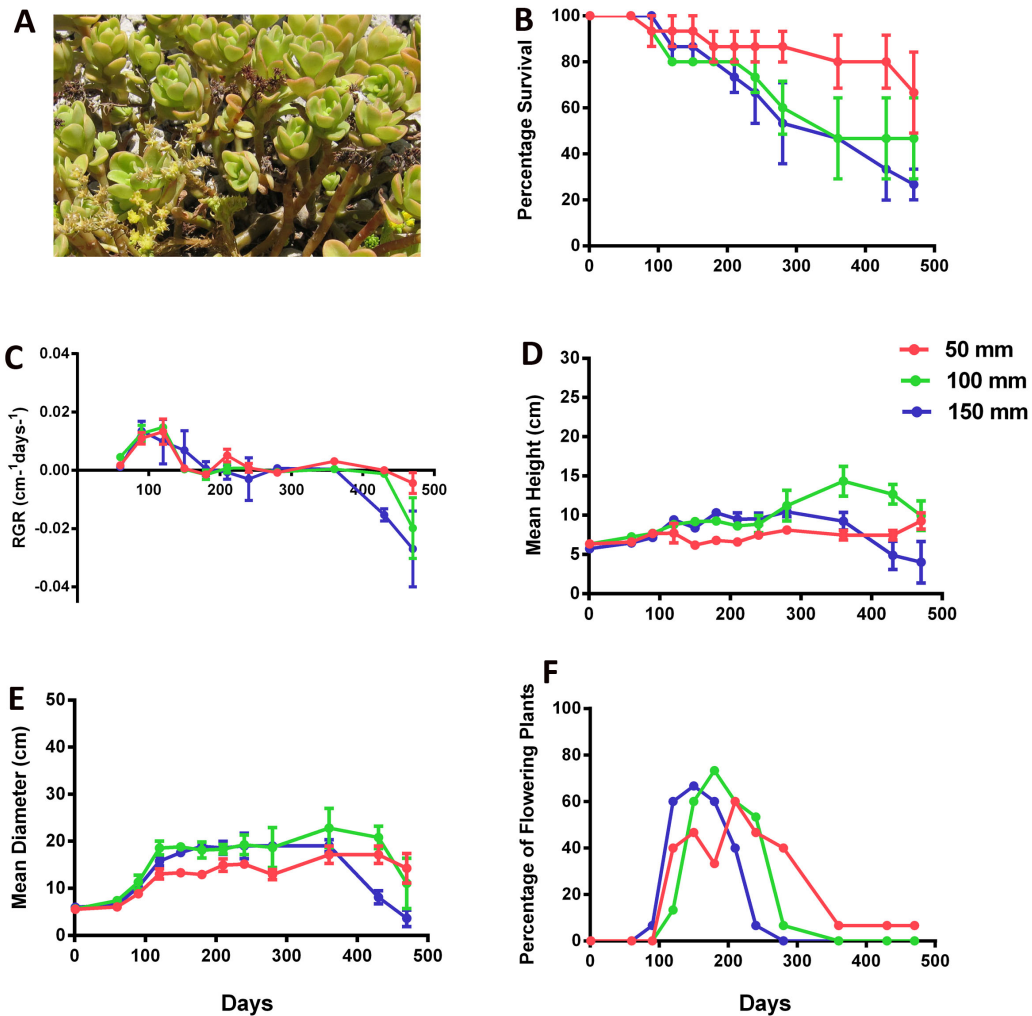 A
B
Percentage Survival
100
80
60
40
20
0
0 100 200 300 400 500
C
RGR (cm-1days-1)
0.04
0.02
0.00
-0.02
-0.04
100 200 300 400 500
D
Mean Height (cm)
30
25
20
15
10
5
0
0 100 200 300 400 500
50 mm
100 mm
150 mm
E
Mean Diameter (cm)
50
40
30
20
10
0
0 100 200 300 400 500
Days
F
Percentage of Flowering Plants
100
80
60
40
20
0
0 100 200 300 400 500
Days